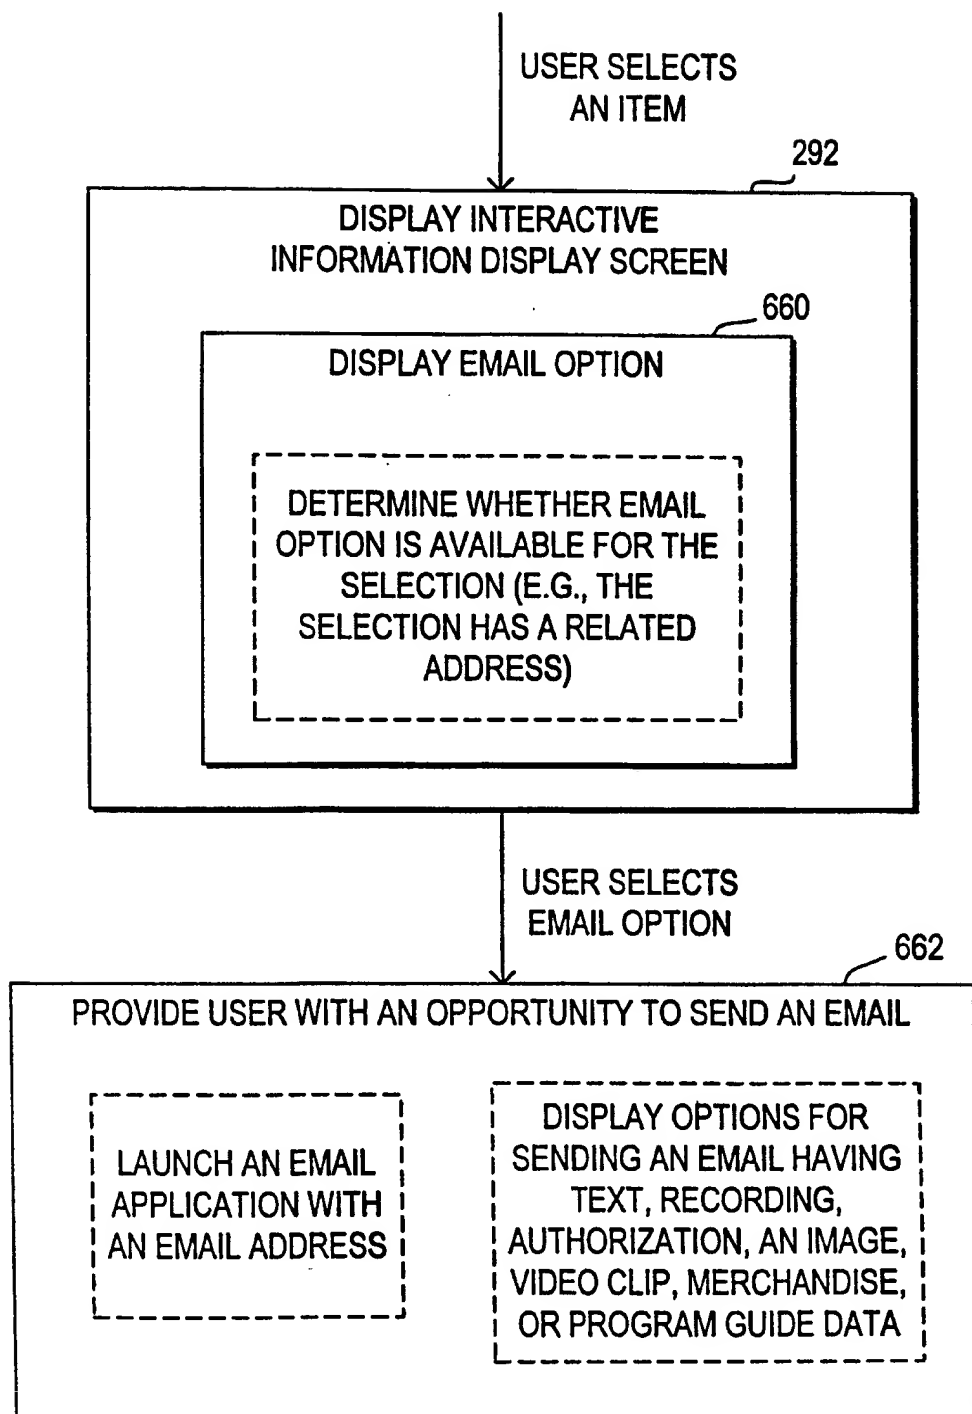 USER SELECTS
AN ITEM
292
DISPLAY INTERACTIVE
INFORMATION DISPLAY SCREEN
660
DISPLAY EMAIL OPTION
DETERMINE WHETHER EMAIL
OPTION IS AVAILABLE FOR THE
SELECTION (E.G., THE
SELECTION HAS A RELATED
ADDRESS)
USER SELECTS
EMAIL OPTION
662
PROVIDE USER WITH AN OPPORTUNITY TO SEND AN EMAIL
LAUNCH AN EMAIL
APPLICATION WITH
AN EMAIL ADDRESS
DISPLAY OPTIONS FOR
SENDING AN EMAIL HAVING
TEXT, RECORDING,
AUTHORIZATION, AN IMAGE,
VIDEO CLIP, MERCHANDISE,
OR PROGRAM GUIDE DATA